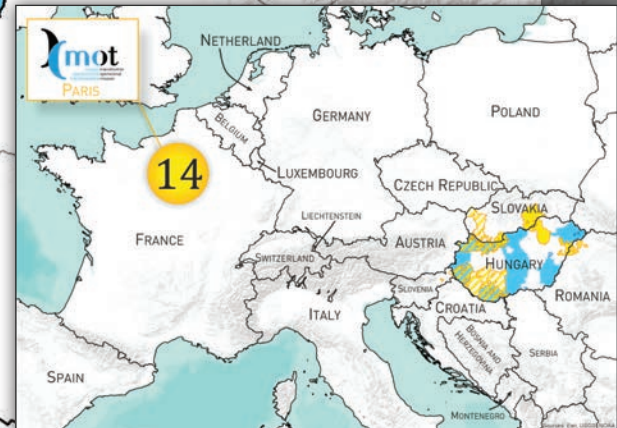 mot
PARIS
14
NETHERLAND
BELGIUM
GERMANY
POLAND
LUXEMBOURG
CZECH REPUBLIC
SLOVAKIA
LIECHTENSTEIN
FRANCE
SWITZERLAND
AUSTRIA
HUNGARY
ROMANIA
SLOVENIA
CROATIA
ITALY
BOSNIA AND
HERZEGOVINA
SERBIA
SPAIN
MONTENEGRO